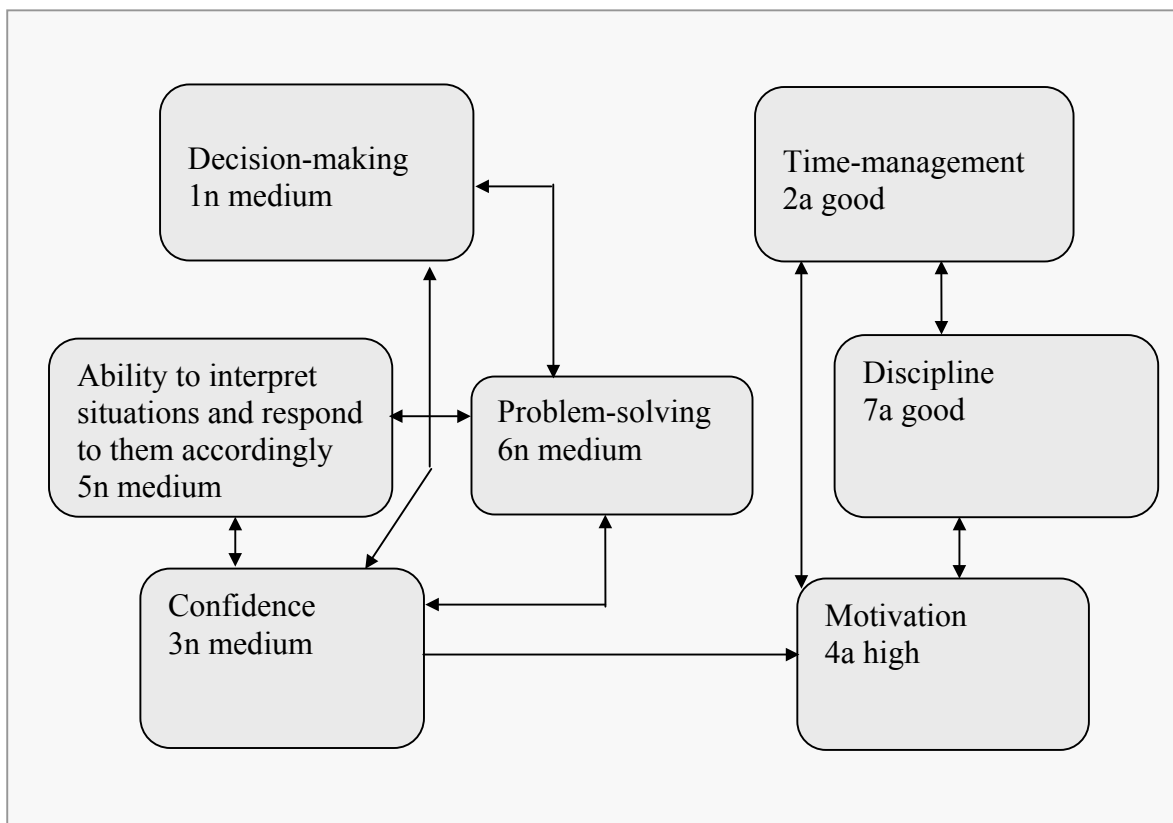 Decision-making
1n medium
Time-management
2a good
Ability to interpret
situations and respond
to them accordingly
5n medium
Problem-solving
6n medium
Discipline
7a good
Confidence
3n medium
Motivation
4a high